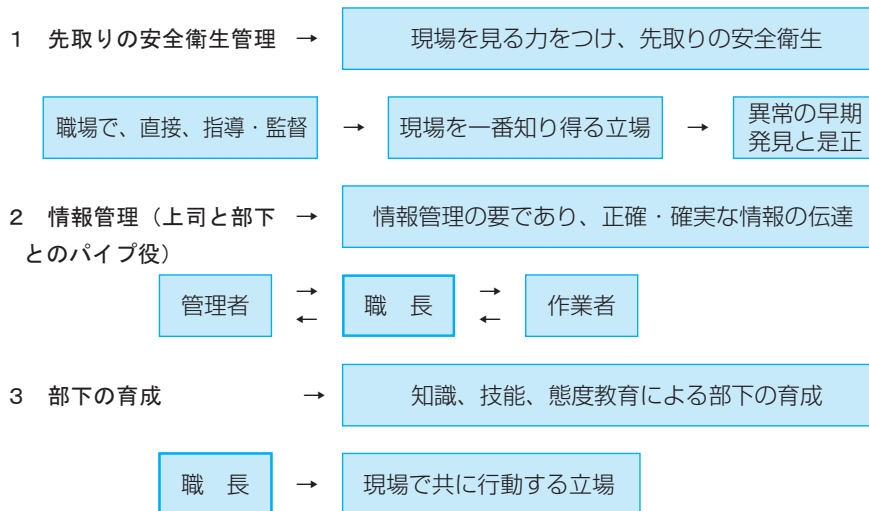 1 先取りの安全衛生管理 → 現場を見る力をつけ、先取りの安全衛生
職場で、直接、指導・監督 → 現場を一番知り得る立場 → 異常の早期
発見と是正
2 情報管理（上司と部下 → 情報管理の要であり、正確・確実な情報の伝達
とのパイプ役）
管理者 → ← 職 長 → ← 作業者
3 部下の育成 → 知識、技能、態度教育による部下の育成
職 長 → 現場で共に行動する立場